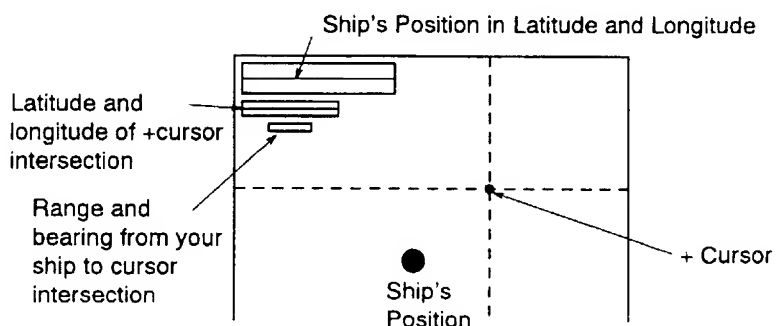 Ship's Position in Latitude and Longitude
Latitude and
longitude of +cursor
intersection
Range and
bearing from your
ship to cursor
intersection
+ Cursor
Ship's
Position